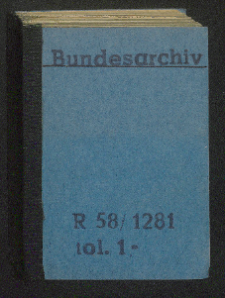 Bundesarchiv
R 58/1281
fol. 1-